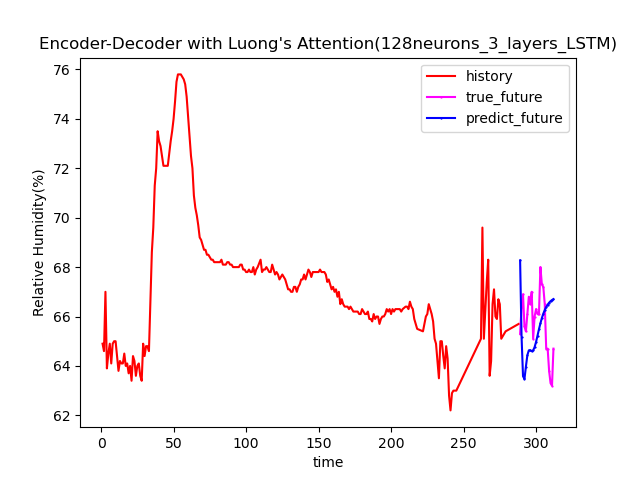 Encoder-Decoder with Luong's Attention(128neurons_3_layers_LSTM)
history
true_future
predict_future
Relative Humidity(%)
76
74
72
70
68
66
64
62
0 50 100 150 200 250 300
time